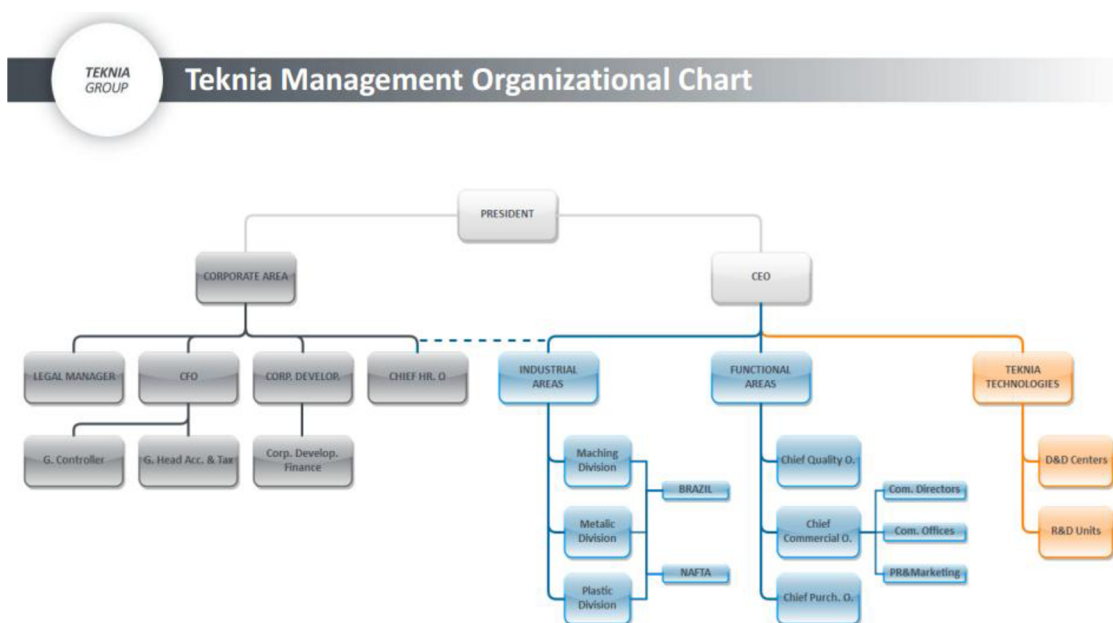 TEKNIA
GROUP
Teknia Management Organizational Chart
PRESIDENT
CORPORATE AREA
CEO
LEGAL MANAGER
CFO
CORP. DEVELOP.
CHIEF HR. O
INDUSTRIAL
AREAS
FUNCTIONAL
AREAS
TEKNIA
TECHNOLOGIES
G. Controller
G. Head Acc. & Tax
Corp. Develop.
Finance
Maching
Division
Chief Quality O.
D&D Centers
BRAZIL
Com. Directors
Metalic
Division
Chief
Commercial O.
Com. Offices
R&D Units
NAFTA
PR&Marketing
Plastic
Division
Chief Purch. O.